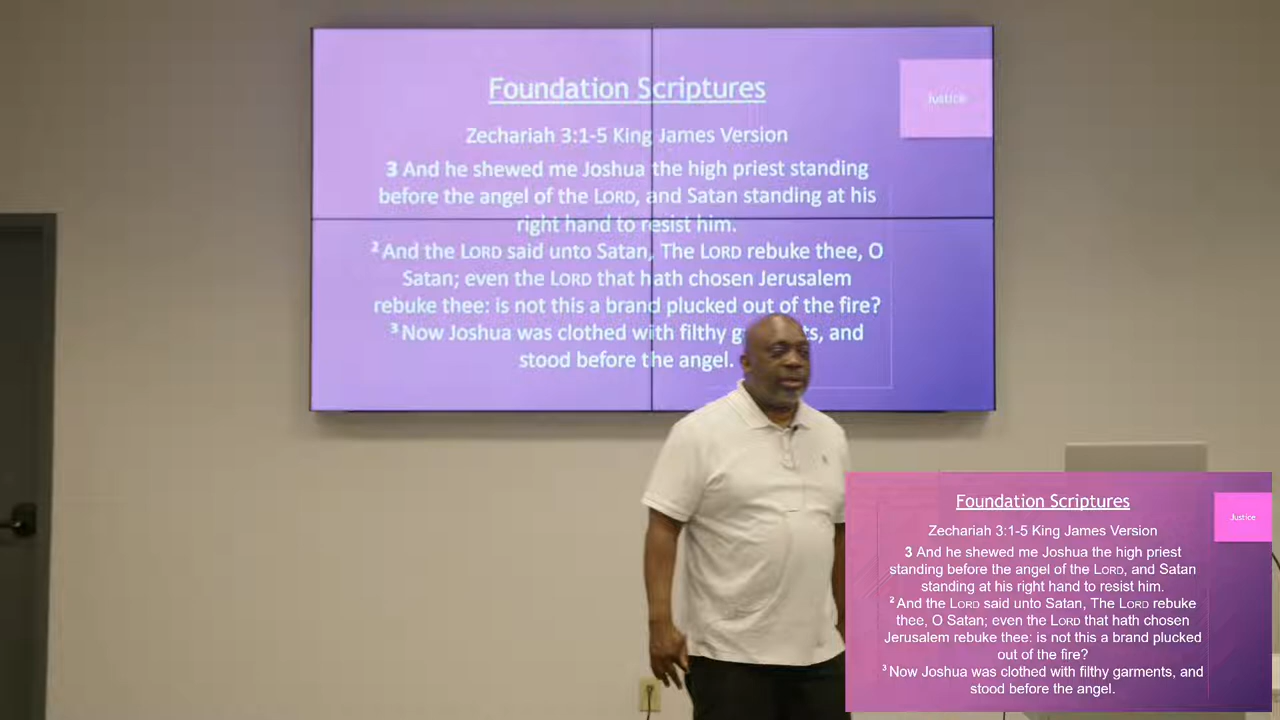 Foundation Scriptures
Justice
Zechariah 3:1-5 King James Version
3 And he shewed me Joshua the high priest standing
before the angel of the LORD, and Satan standing at his
right hand to resist him.
2 And the LORD said unto Satan, The LORD rebuke thee, O
Satan; even the LORD that hath chosen Jerusalem
rebuke thee: is not this a brand plucked out of the fire?
3 Now Joshua was clothed with filthy and
stood before the angel.
Foundation Scriptures
Justice
Zechariah 3:1-5 King James Version
3 And he shewed me Joshua the high priest
standing before the angel of the LORD, and Satan
standing at his right hand to resist him.
2 And the LORD said unto Satan, The LORD rebuke
thee, O Satan; even the LORD that hath chosen
Jerusalem rebuke thee: is not this a brand plucked
out of the fire?
3 Now Joshua was clothed with filthy garments, and
stood before the angel.